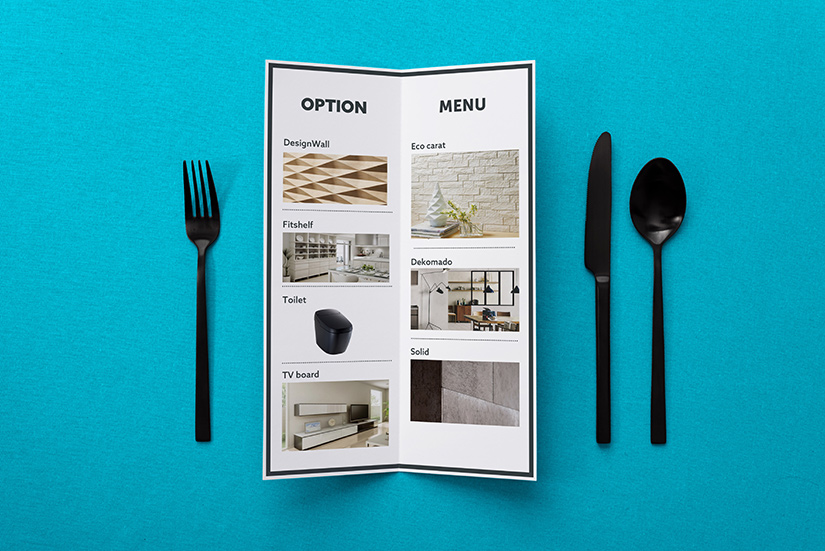 OPTION
DesignWall
Fitshelf
Toilet
TV board
MENU
Eco carat
Dekomado
Solid